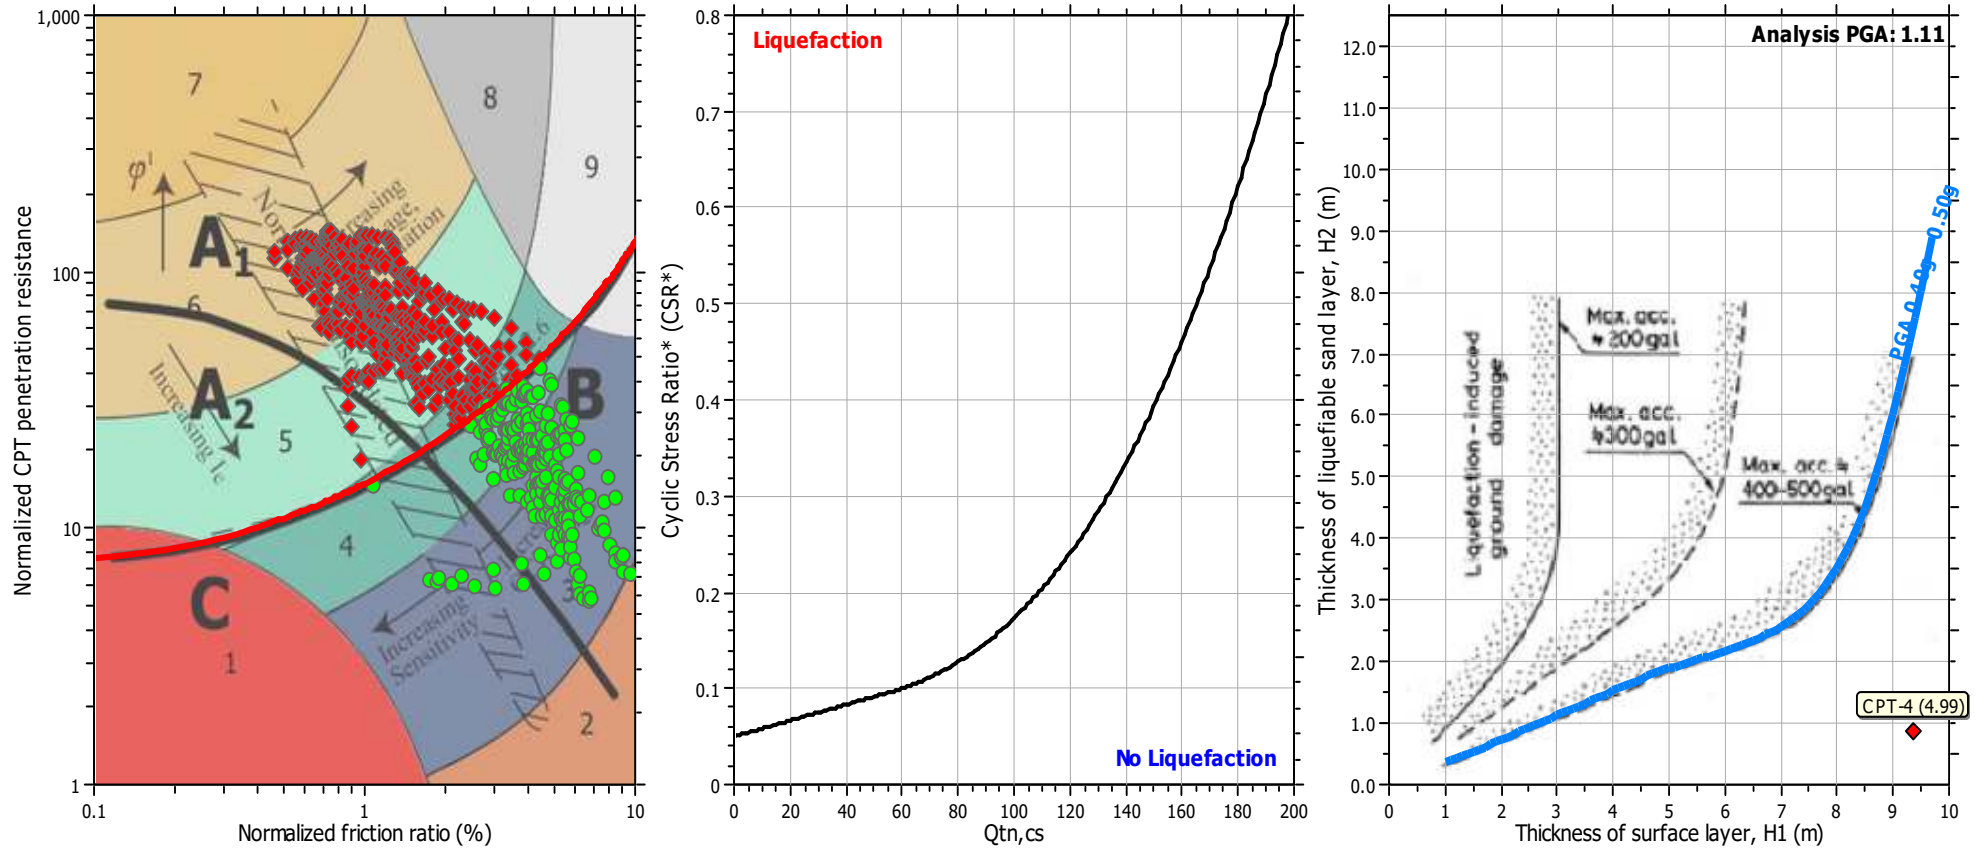 1,000
100
10
1
Normalized CPT penetration resistance
0.1
1
10
Normalized friction ratio (%)
7
8
9
φ'
A1
6
A2
5
B
4
C
3
1
2
Increasing Ic
Increasing
Sensitivity
0.8
0.7
0.6
0.5
0.4
0.3
0.2
0.1
0
Cyclic Stress Ratio* (CSR*)
Liquefaction
No Liquefaction
0
20
40
60
80
100
120
140
160
180
200
Qtn,cs
Analysis PGA: 1.11
12.0
11.0
10.0
9.0
8.0
7.0
6.0
5.0
4.0
3.0
2.0
1.0
0.0
Thickness of liquefiable sand layer, H2 (m)
Liquefaction-induced
ground damage
Max. acc.
≒ 200gal
Max. acc.
≒300gal
Max. acc. ≒
400~500gal
PGA 0.40g
0.50g
CPT-4 (4.99)
0
1
2
3
4
5
6
7
8
9
10
Thickness of surface layer, H1 (m)